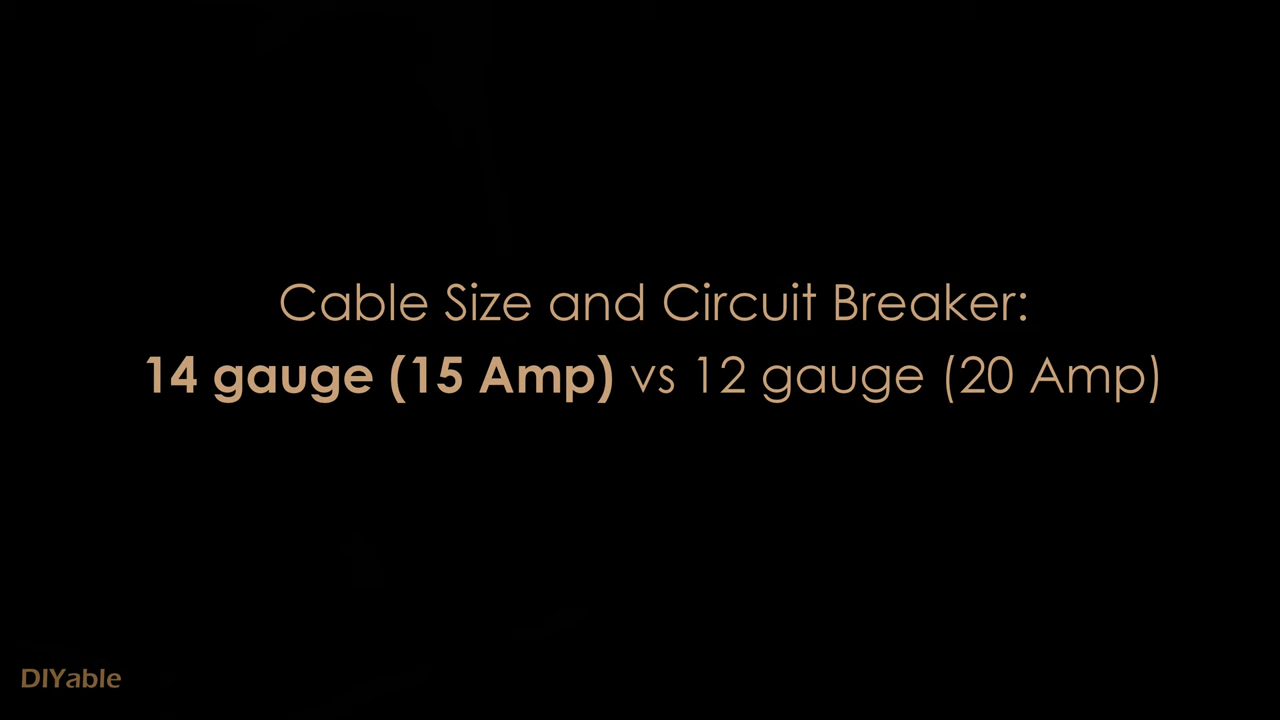 Cable Size and Circuit Breaker:
14 gauge (15 Amp) vs 12 gauge (20 Amp)
DIYable